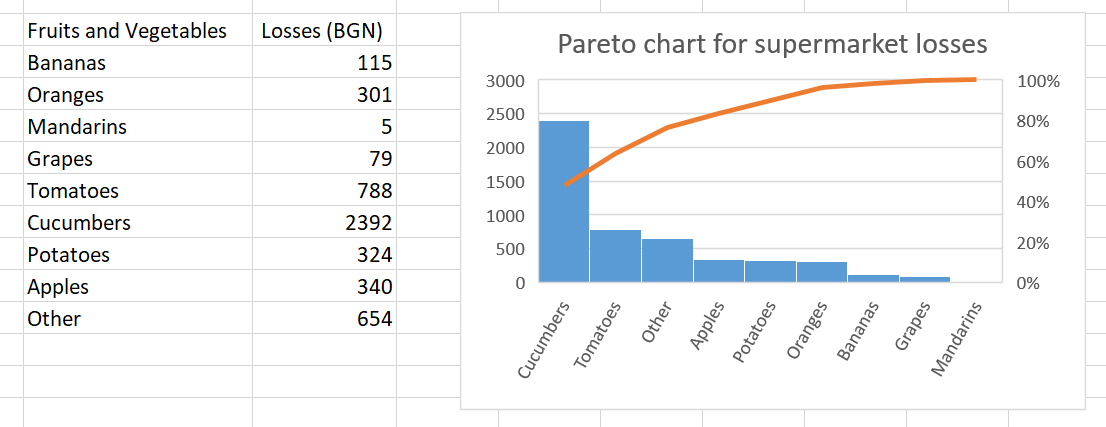 Fruits and Vegetables Losses (BGN)
Bananas 115
Oranges 301
Mandarins 5
Grapes 79
Tomatoes 788
Cucumbers 2392
Potatoes 324
Apples 340
Other 654
Pareto chart for supermarket losses
3000 100%
2500 80%
2000 60%
1500 40%
1000 20%
500 0%
0
Cucumbers Tomatoes Other Apples Potatoes Oranges Bananas Grapes Mandarins